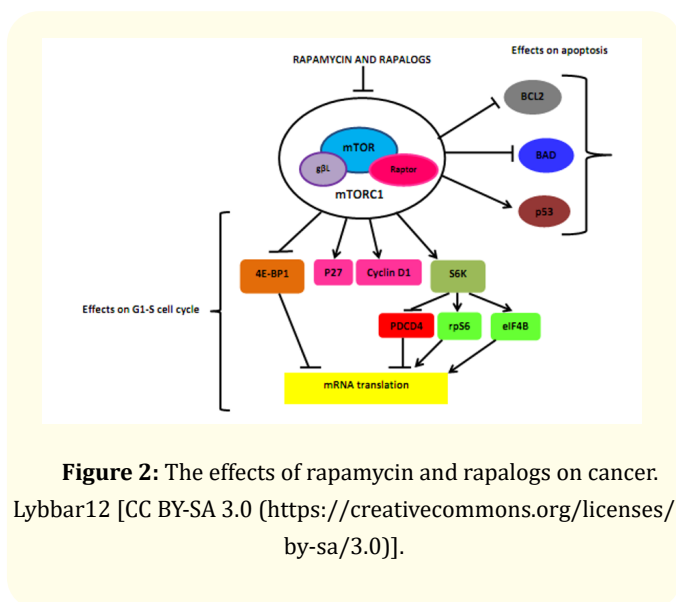 Effects on apoptosis
RAPAMYCIN AND RAPALOGS
BCL2
mTOR
BAD
gβL
Raptor
mTORC1
p53
4E-BP1
P27
Cyclin D1
S6K
Effects on G1-S cell cycle
PDCD4
rpS6
eIF4B
mRNA translation
Figure 2: The effects of rapamycin and rapalogs on cancer.
Lybbar12 [CC BY-SA 3.0 (https://creativecommons.org/licenses/
by-sa/3.0)].